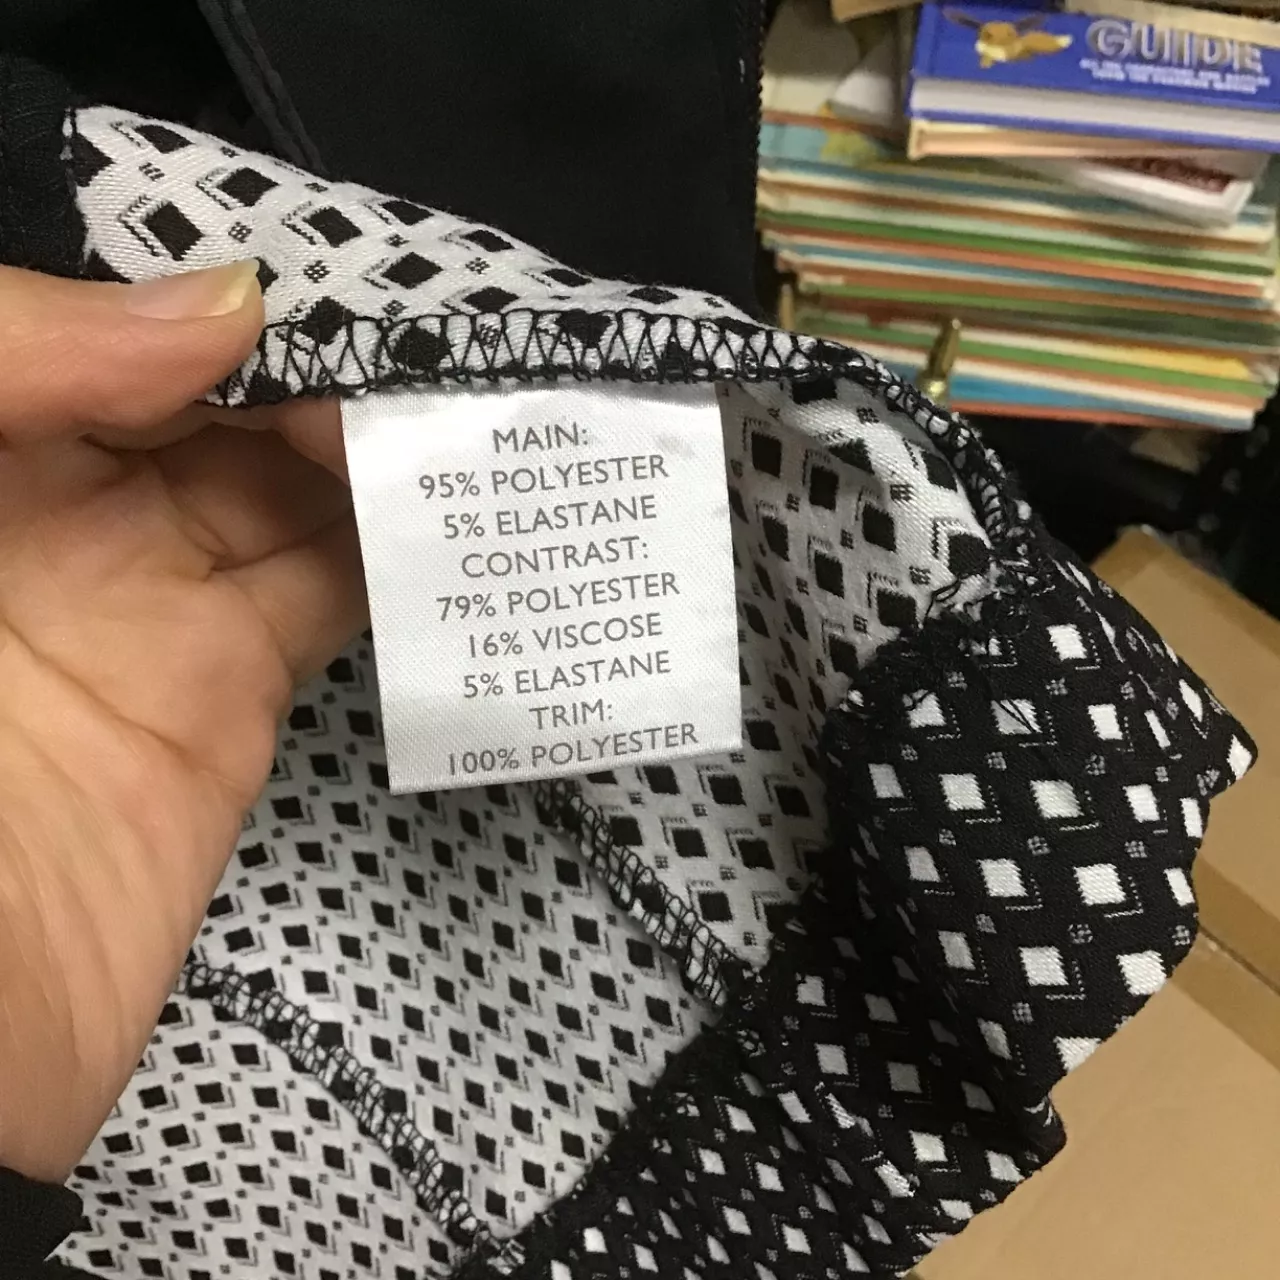 GUIDE
MAIN:
95% POLYESTER
5% ELASTANE
CONTRAST:
79% POLYESTER
16% VISCOSE
5% ELASTANE
TRIM:
100% POLYESTER